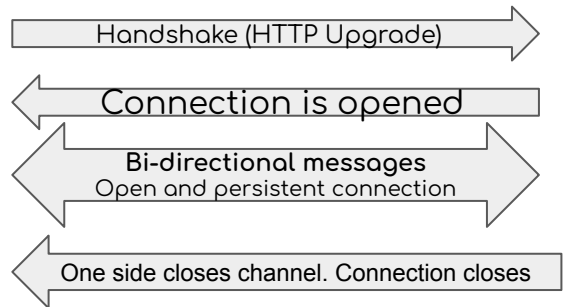 Handshake (HTTP Upgrade)
Connection is opened
Bi-directional messages
Open and persistent connection
One side closes channel. Connection closes